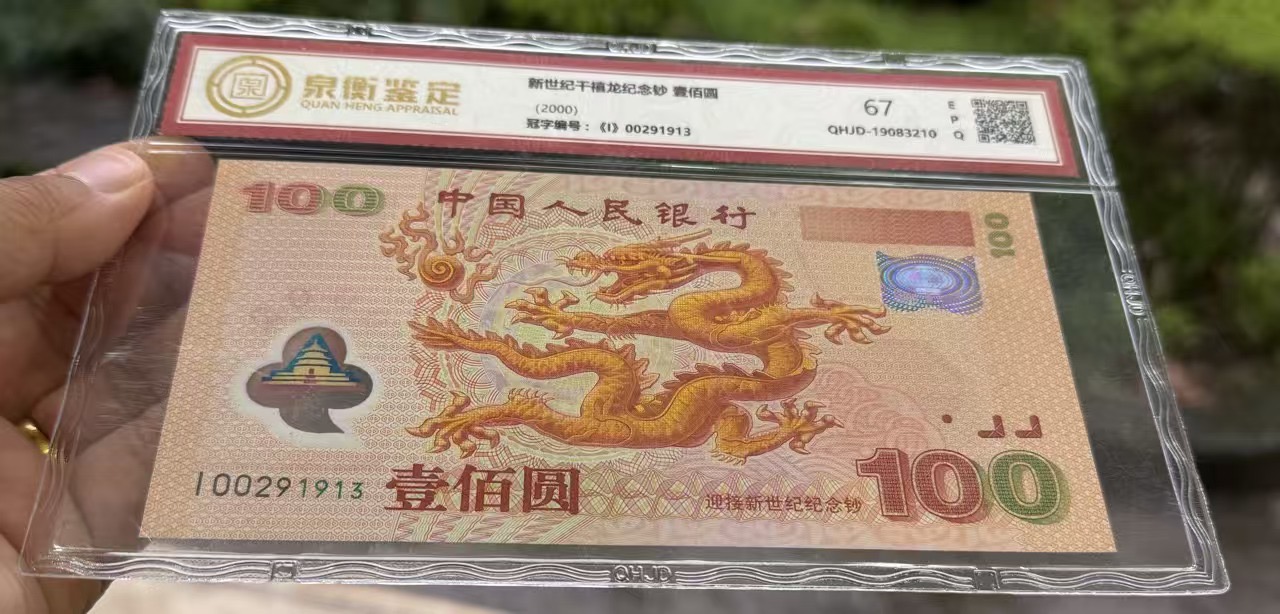 泉衡鉴定
QUAN HENG APPRAISAL
新世纪千禧龙纪念钞 壹佰圆
(2000)
冠字编号:《I》00291913
67
QHJD-19083210
E
P
Q
100
中国人民银行
100
I00291913
壹佰圆
迎接新世纪纪念钞
100
QHJD
QHJD